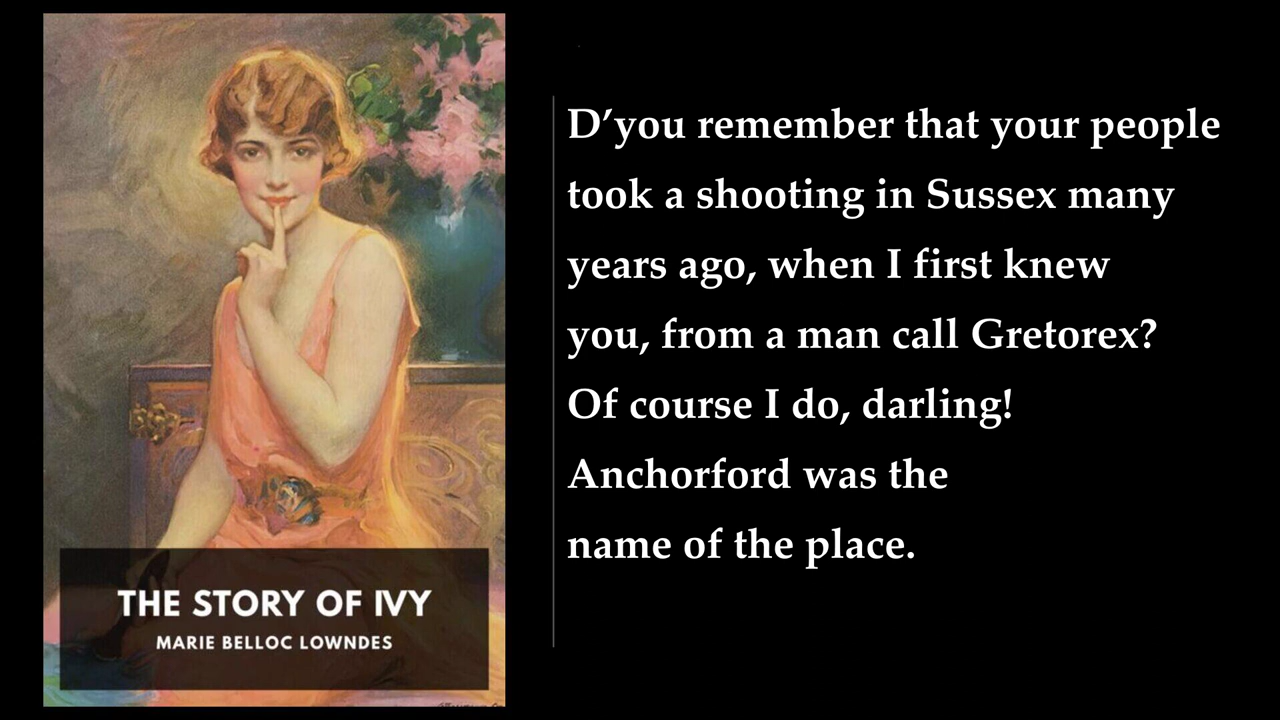 D’you remember that your people
took a shooting in Sussex many
years ago, when I first knew
you, from a man call Gretorex?
Of course I do, darling!
Anchorford was the
name of the place.
THE STORY OF IVY
MARIE BELLOC LOWNDES